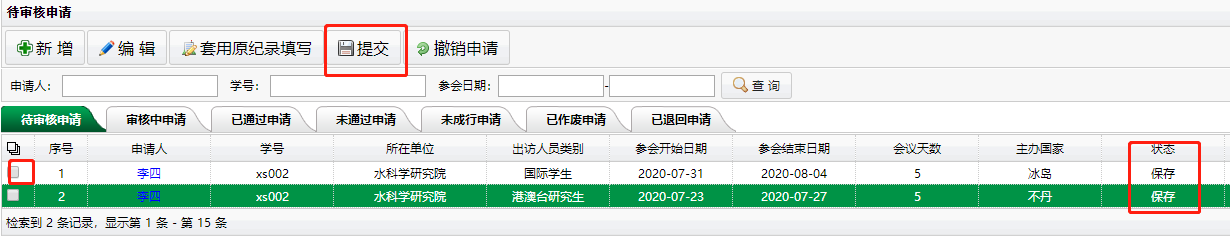 待审核申请
新 增 编 辑 套用原纪录填写 提交 撤销申请
申请人： 学号： 参会日期： - 查 询
待审核申请 审核中申请 已通过申请 未通过申请 未成行申请 已作废申请 已退回申请
序号 申请人 学号 所在单位 出访人员类别 参会开始日期 参会结束日期 会议天数 主办国家 状态
1 李四 xs002 水科学研究院 国际学生 2020-07-31 2020-08-04 5 冰岛 保存
2 李四 xs002 水科学研究院 港澳台研究生 2020-07-23 2020-07-27 5 不丹 保存
检索到 2 条记录，显示第 1 条 - 第 15 条